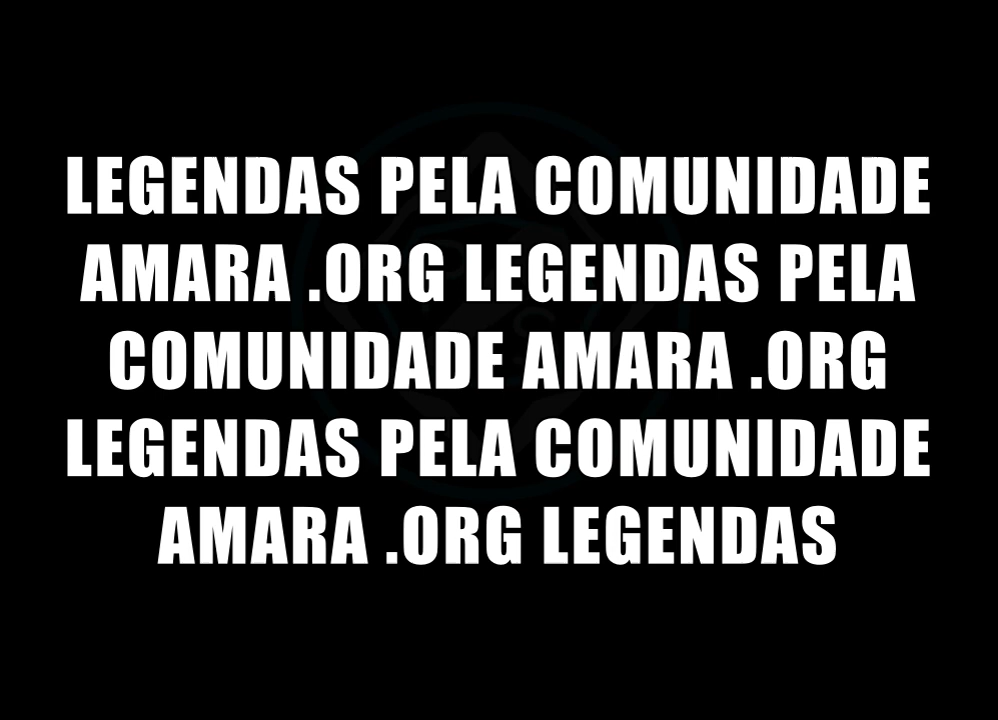 LEGENDAS PELA COMUNIDADE
AMARA .ORG LEGENDAS PELA
COMUNIDADE AMARA .ORG
LEGENDAS PELA COMUNIDADE
AMARA .ORG LEGENDAS